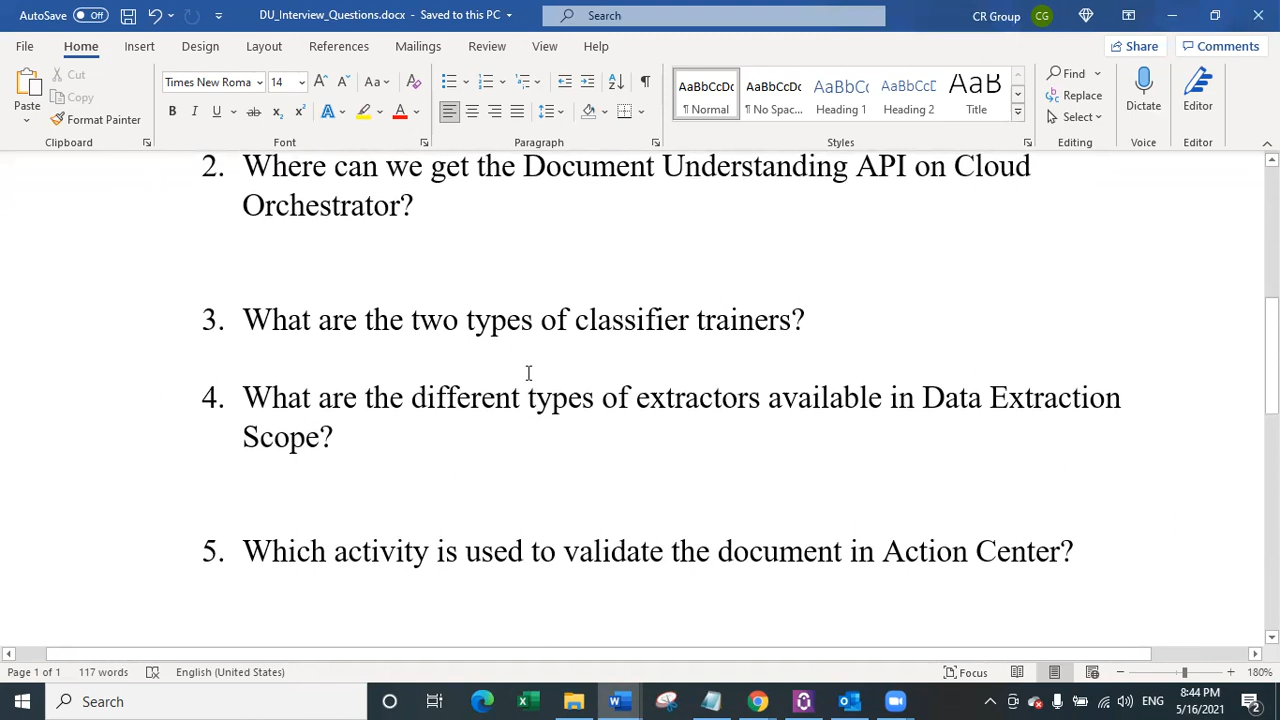 AutoSave Off DU_Interview_Questions.docx - Saved to this PC Search CR Group CG
File Home Insert Design Layout References Mailings Review View Help Share Comments
Paste Cut Copy Format Painter
Times New Roma 14 Aa
AaBbCcDc AaBbCcDc AaBbCc AaBbCcD AaB
¶ Normal ¶ No Spac... Heading 1 Heading 2 Title
Find Replace Select Dictate Editor
Clipboard Font Paragraph Styles Editing Voice Editor
2. Where can we get the Document Understanding API on Cloud
Orchestrator?
3. What are the two types of classifier trainers?
4. What are the different types of extractors available in Data Extraction
Scope?
5. Which activity is used to validate the document in Action Center?
Page 1 of 1 117 words English (United States) Focus 180%
Search ENG 8:44 PM
5/16/2021 2